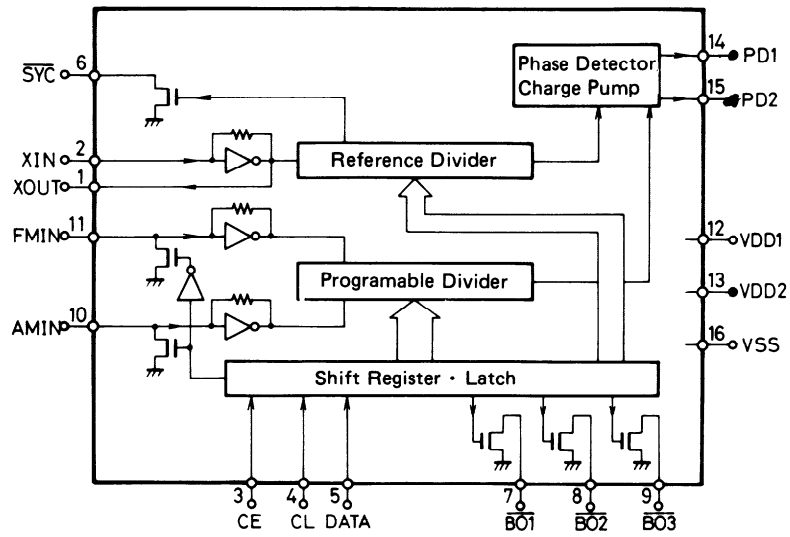 14 PD1
6 SYC
Phase Detector
Charge Pump
15 PD2
2 XIN
Reference Divider
1 XOUT
11 FMIN
12 VDD1
Programable Divider
13 VDD2
10 AMIN
16 VSS
Shift Register · Latch
3 4 5 7 8 9
CE CL DATA BO1 BO2 BO3